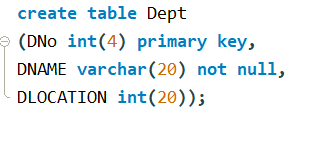 create table Dept
(DNo int(4) primary key,
DNAME varchar(20) not null,
DLOCATION int(20));